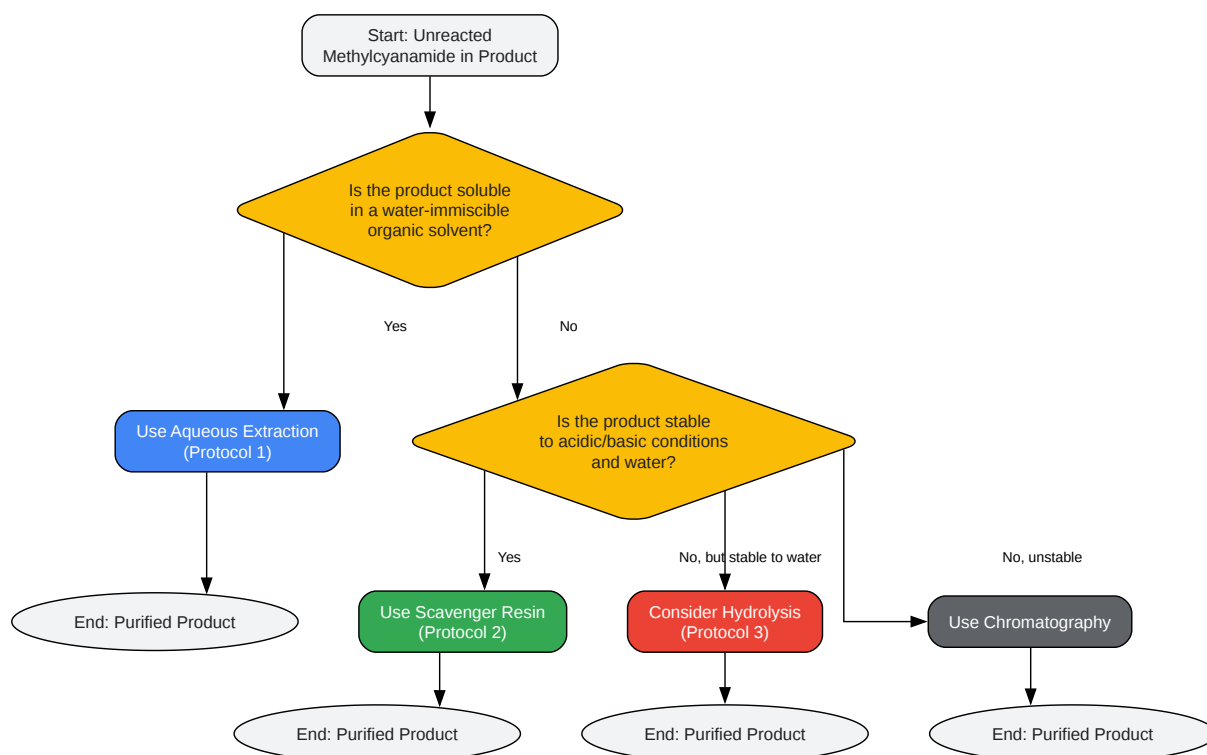 Start: Unreacted
Methylcyanamide in Product
Is the product soluble
in a water-immiscible
organic solvent?
Yes
No
Use Aqueous Extraction
(Protocol 1)
Is the product stable
to acidic/basic conditions
and water?
Yes
No, but stable to water
No, unstable
End: Purified Product
Use Scavenger Resin
(Protocol 2)
Consider Hydrolysis
(Protocol 3)
Use Chromatography
End: Purified Product
End: Purified Product
End: Purified Product